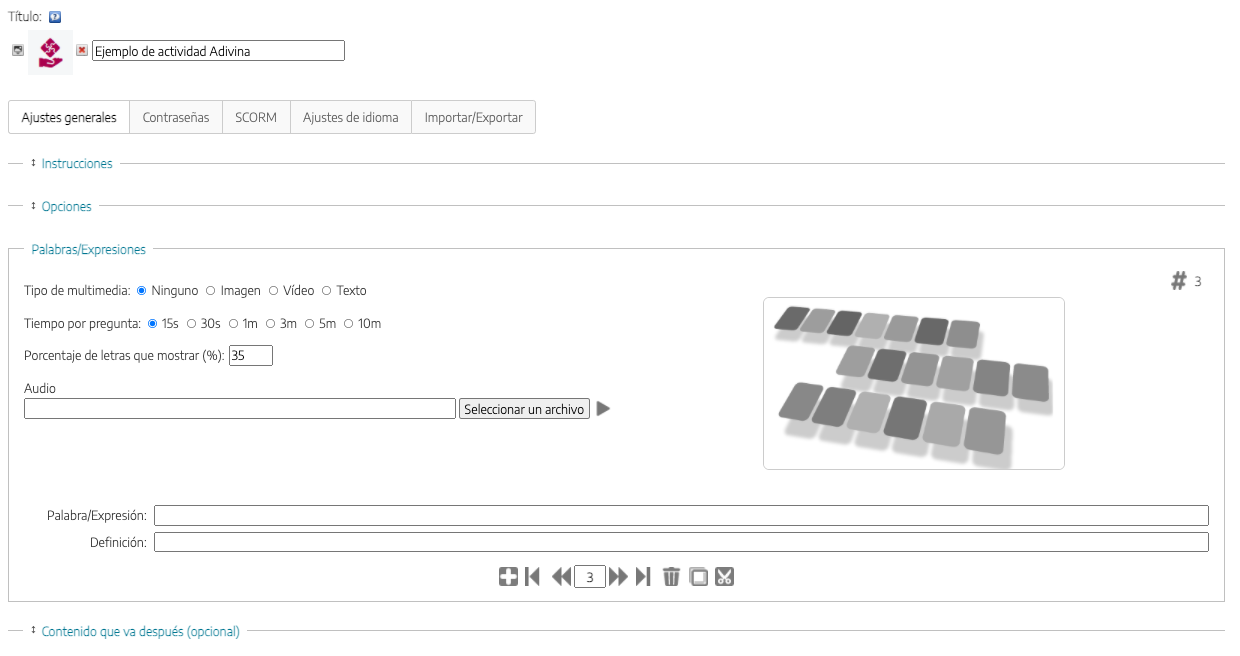 Título:
Ejemplo de actividad Adivina
Ajustes generales Contraseñas SCORM Ajustes de idioma Importar/Exportar
Instrucciones
Opciones
Palabras/Expresiones
# 3
Tipo de multimedia: Ninguno Imagen Vídeo Texto
Tiempo por pregunta: 15s 30s 1m 3m 5m 10m
Porcentaje de letras que mostrar (%): 35
Audio
Seleccionar un archivo
Palabra/Expresión:
Definición:
3
Contenido que va después (opcional)